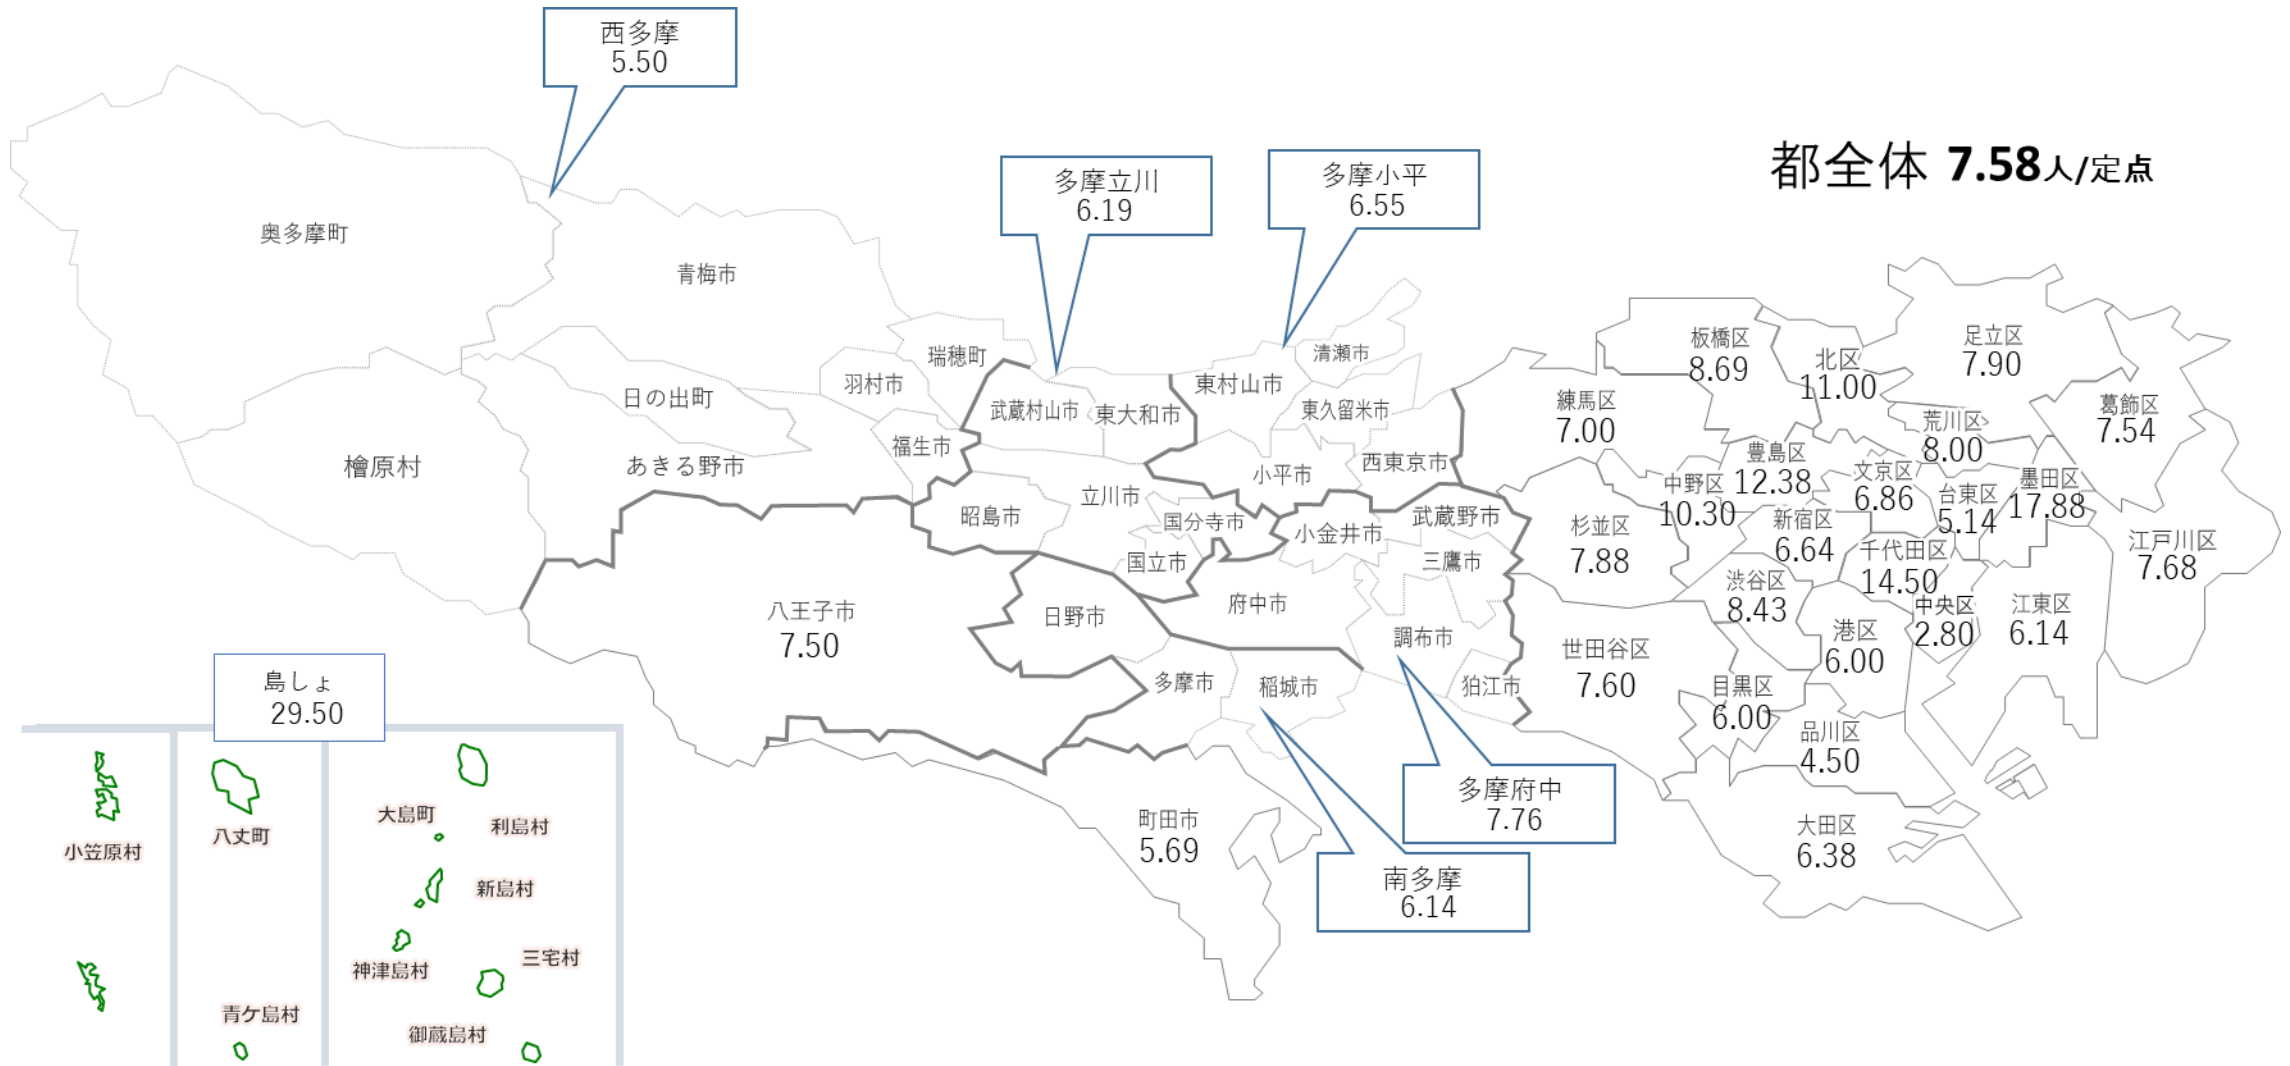 西多摩
5.50
多摩立川
6.19
多摩小平
6.55
都全体 7.58人/定点
奥多摩町
青梅市
瑞穂町
羽村市
日の出町
福生市
あきる野市
檜原村
武蔵村山市
東大和市
東村山市
清瀬市
東久留米市
小平市
西東京市
立川市
昭島市
国分寺市
国立市
小金井市
武蔵野市
三鷹市
府中市
調布市
狛江市
八王子市
7.50
日野市
多摩市
稲城市
町田市
5.69
多摩府中
7.76
南多摩
6.14
板橋区
8.69
北区
11.00
足立区
7.90
練馬区
7.00
荒川区
8.00
葛飾区
7.54
豊島区
12.38
文京区
6.86
中野区
10.30
台東区
5.14
墨田区
17.88
杉並区
7.88
新宿区
6.64
千代田区
14.50
江戸川区
7.68
渋谷区
8.43
中央区
2.80
江東区
6.14
港区
6.00
世田谷区
7.60
目黒区
6.00
品川区
4.50
大田区
6.38
島しょ
29.50
小笠原村
八丈町
青ケ島村
大島町
利島村
新島村
神津島村
三宅村
御蔵島村